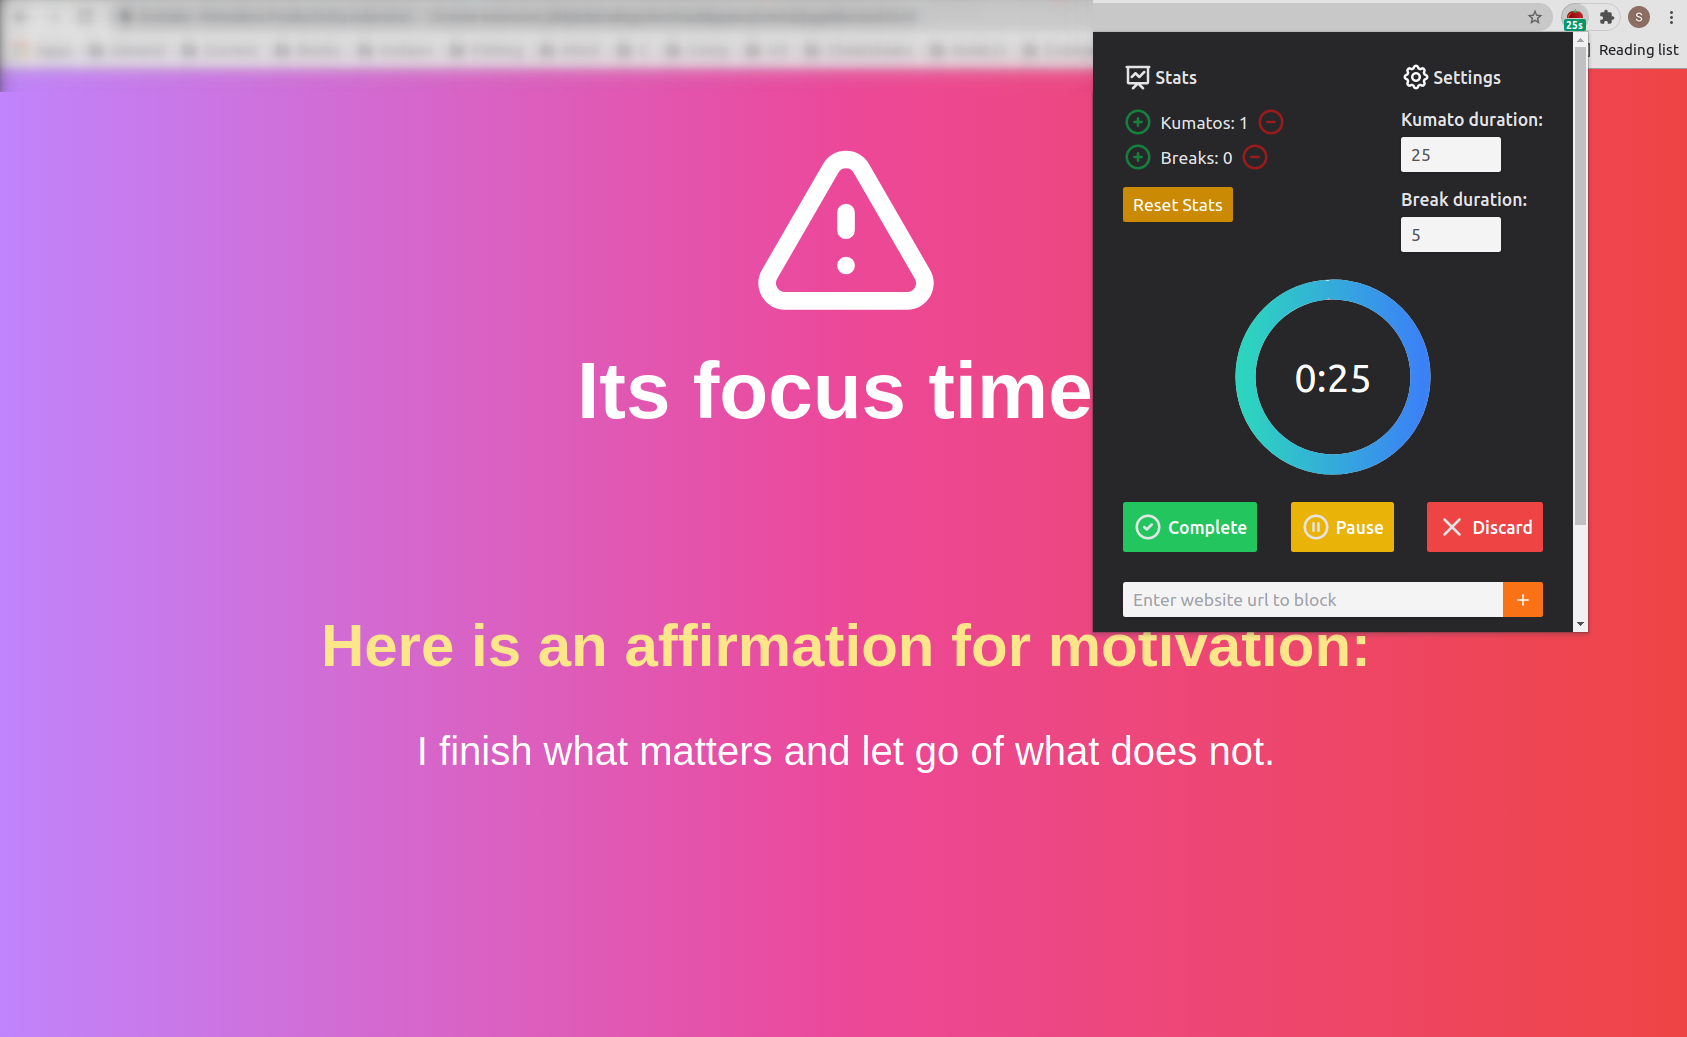 25s
S
Reading list
Stats
Settings
Kumatos: 1
Breaks: 0
Reset Stats
Kumato duration:
25
Break duration:
5
0:25
Complete
Pause
Discard
Enter website url to block
Its focus time
Here is an affirmation for motivation:
I finish what matters and let go of what does not.